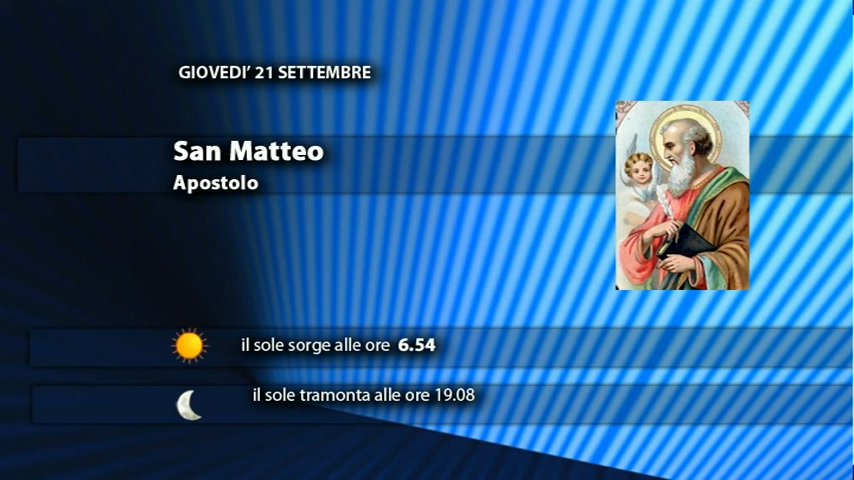 GIOVEDI’ 21 SETTEMBRE
San Matteo
Apostolo
il sole sorge alle ore 6.54
il sole tramonta alle ore 19.08